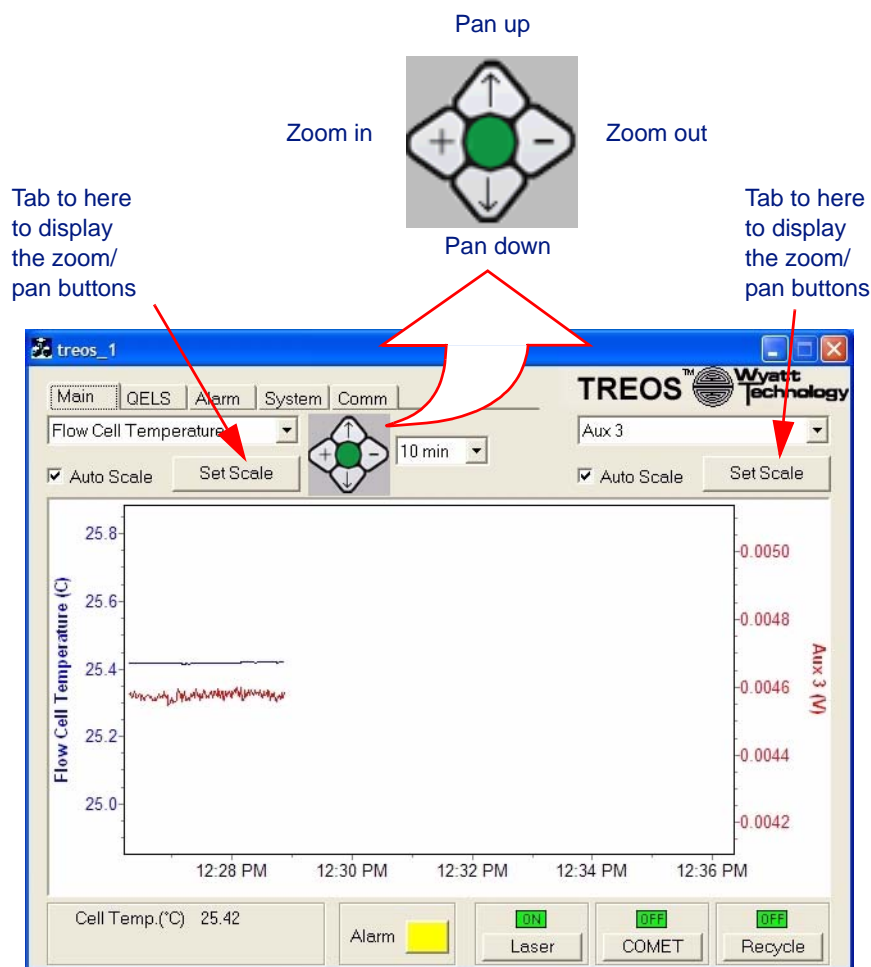 Pan up
Zoom in
+
-
Zoom out
Pan down
Tab to here
to display
the zoom/
pan buttons
Tab to here
to display
the zoom/
pan buttons
treos_1
Main QELS Alarm System Comm
TREOS™ Wyatt Technology
Flow Cell Temperature
10 min
Aux 3
Auto Scale
Set Scale
Auto Scale
Set Scale
Flow Cell Temperature (C)
25.8
25.6
25.4
25.2
25.0
0.0050
0.0048
0.0046
0.0044
0.0042
Aux 3 (V)
12:28 PM 12:30 PM 12:32 PM 12:34 PM 12:36 PM
Cell Temp.(°C) 25.42
Alarm
ON
Laser
OFF
COMET
OFF
Recycle